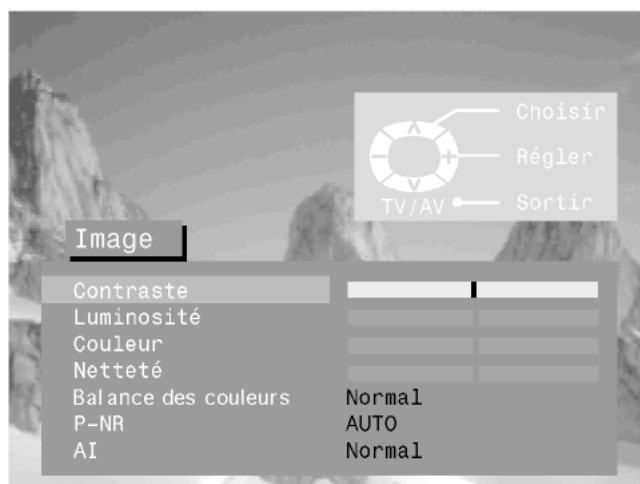 Choisir
Régler
TV/AV Sortir
Image
Contraste
Luminosité
Couleur
Netteté
Balance des couleurs Normal
P-NR AUTO
AI Normal